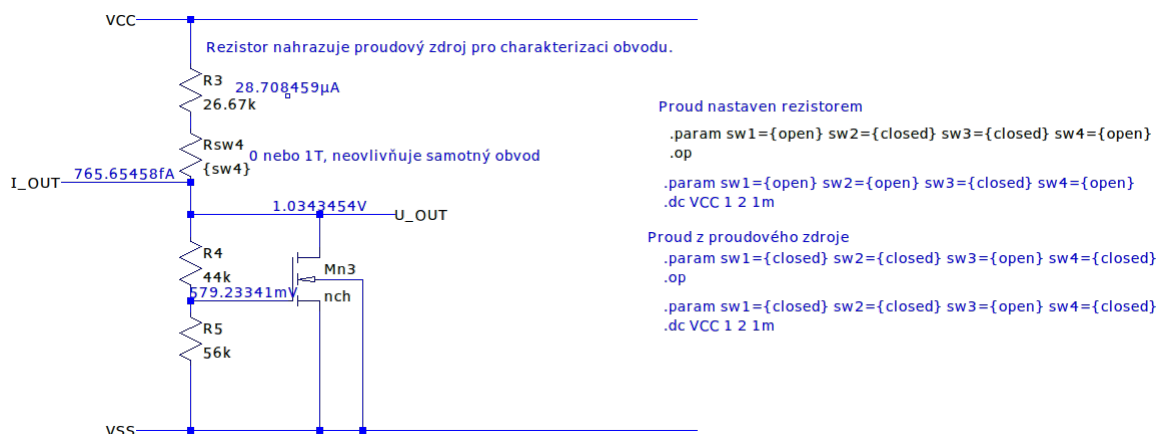 VCC
Rezistor nahrazuje proudový zdroj pro charakterizaci obvodu.
R3
28.708459µA
26.67k
Rsw4
0 nebo 1T, neovlivňuje samotný obvod
{sw4}
I_OUT
765.65458fA
1.0343454V
U_OUT
R4
44k
Mn3
579.23341mV
nch
R5
56k
VSS
Proud nastaven rezistorem
.param sw1={open} sw2={closed} sw3={closed} sw4={open}
.op
.param sw1={open} sw2={open} sw3={closed} sw4={open}
.dc VCC 1 2 1m
Proud z proudového zdroje
.param sw1={closed} sw2={closed} sw3={open} sw4={closed}
.op
.param sw1={closed} sw2={closed} sw3={open} sw4={closed}
.dc VCC 1 2 1m